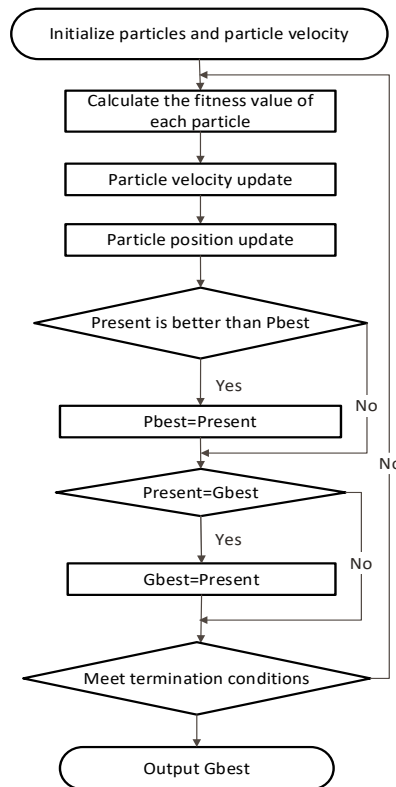 Initialize particles and particle velocity
Calculate the fitness value of
each particle
Particle velocity update
Particle position update
Present is better than Pbest
Yes
No
Pbest=Present
No
Present=Gbest
Yes
No
Gbest=Present
Meet termination conditions
Output Gbest